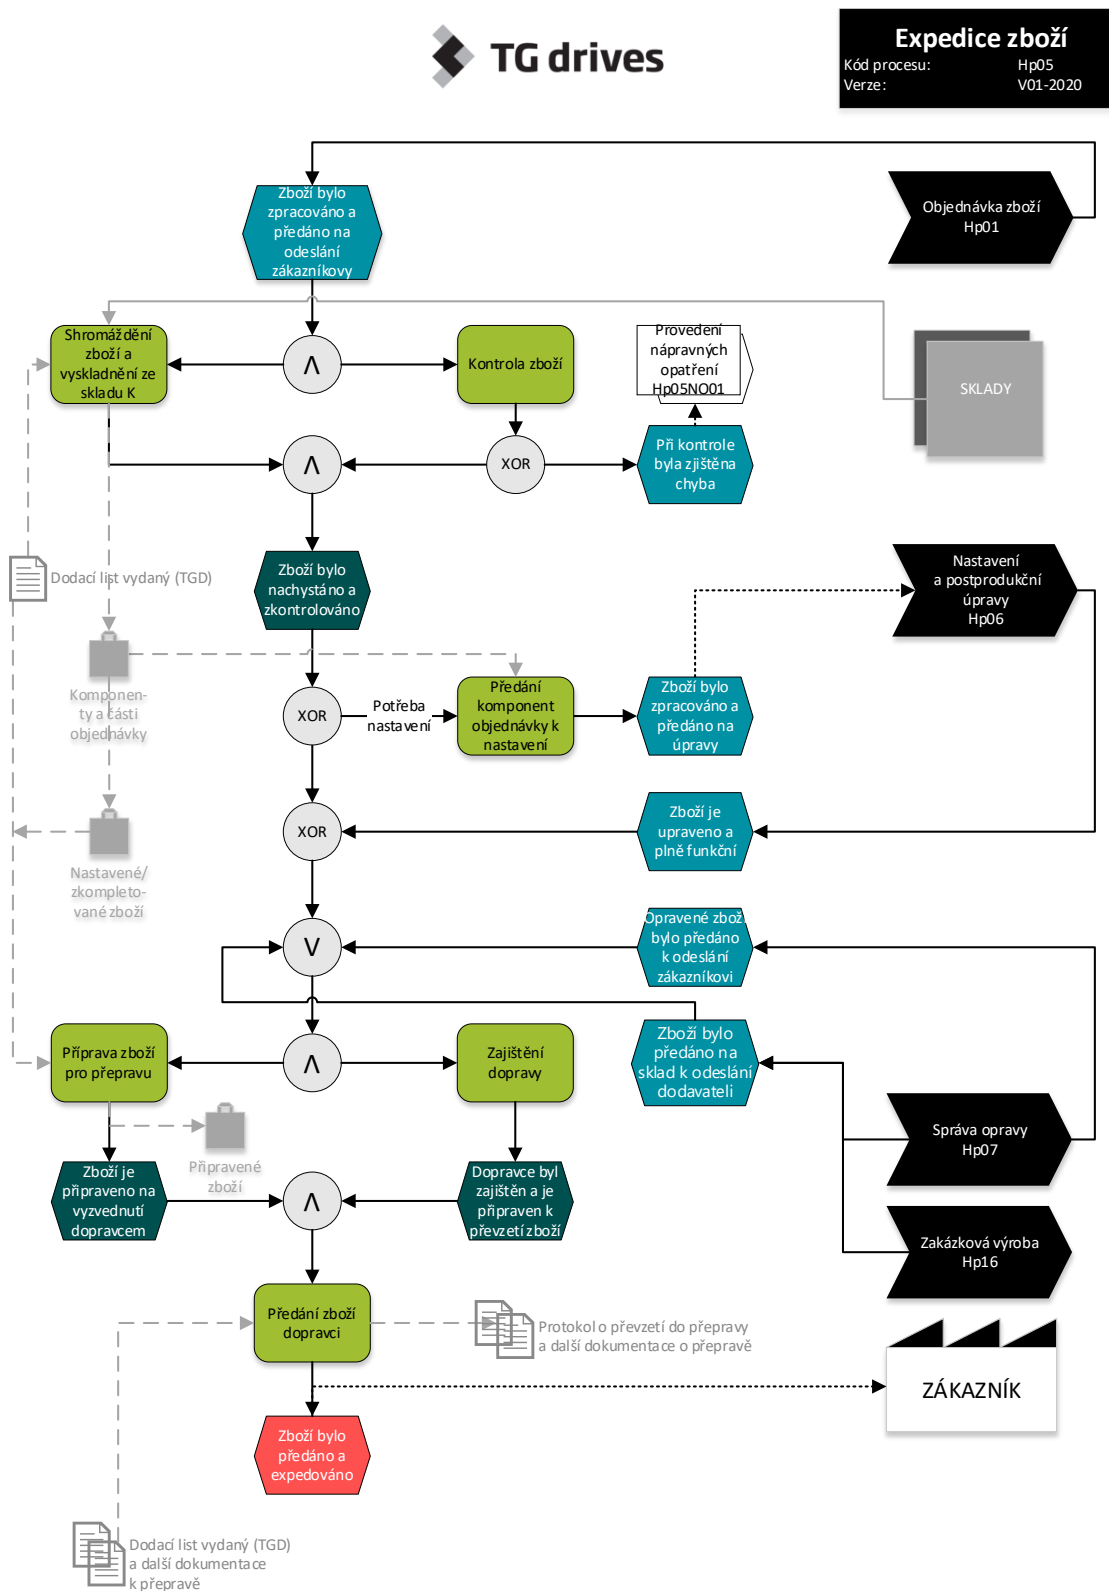 TG drives
Expedice zboží
Kód procesu: Hp05
Verze: V01-2020
Zboží bylo
zpracováno a
předáno na
odeslání
zákazníkovy
Objednávka zboží
Hp01
Shromáždění
zboží a
vyskladnění ze
skladu K
Λ
Kontrola zboží
Provedení
nápravných
opatření
Hp05NO01
SKLADY
Λ
XOR
Při kontrole
byla zjištěna
chyba
Dodací list vydaný (TGD)
Zboží bylo
nachystáno a
zkontrolováno
Nastavení
a postprodukční
úpravy
Hp06
Komponen-
ty a části
objednávky
XOR
Potřeba
nastavení
Předání
komponent
objednávky k
nastavení
Zboží bylo
zpracováno a
předáno na
úpravy
XOR
Zboží je
upraveno a
plně funkční
Nastavené/
zkompleto-
vané zboží
V
Opravené zboží
bylo předáno
k odeslání
zákazníkovi
Příprava zboží
pro přepravu
Λ
Zajištění
dopravy
Zboží bylo
předáno na
sklad k odeslání
dodavateli
Správa opravy
Hp07
Připravené
zboží
Zboží je
připraveno na
vyzvednutí
dopravcem
Λ
Dopravce byl
zajištěn a je
připraven k
převzetí zboží
Zakázková výroba
Hp16
Předání zboží
dopravci
Protokol o převzetí do přepravy
a další dokumentace o přepravě
ZÁKAZNÍK
Zboží bylo
předáno a
expedováno
Dodací list vydaný (TGD)
a další dokumentace
k přepravě